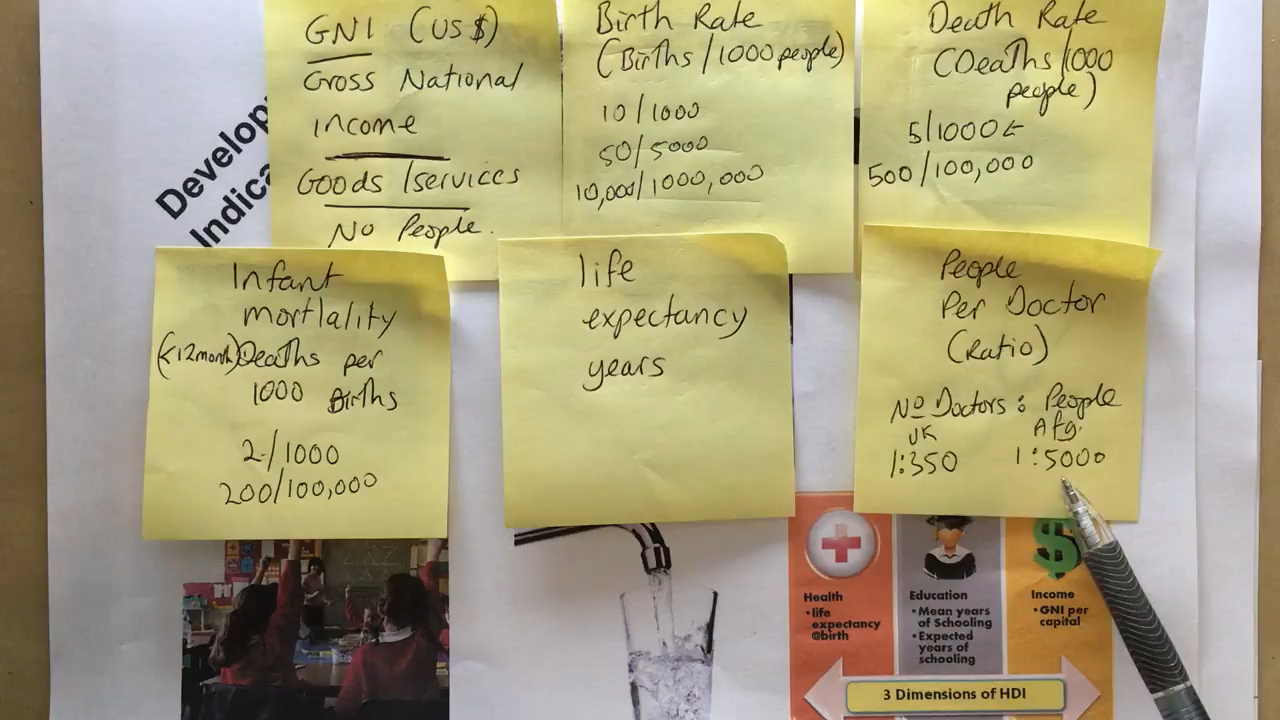 Develop
Indica
GNI (US $)
Gross National
Income
Goods /services
No People.
Birth Rate
(Births/1000 people)
10/1000
50/5000
10,000/1000,000
Death Rate
(Deaths/1000
people)
5/1000
500/100,000
Infant
mortlality
(<12month) Deaths per
1000 Births
2/1000
200/100,000
life
expectancy
years
People
Per Doctor
(Ratio)
No Doctors : People
UK Afg.
1:350 1:5000
Health
• life
expectancy
@birth
Education
• Mean years
of Schooling
• Expected
years of
schooling
$
Income
• GNI per
capital
3 Dimensions of HDI